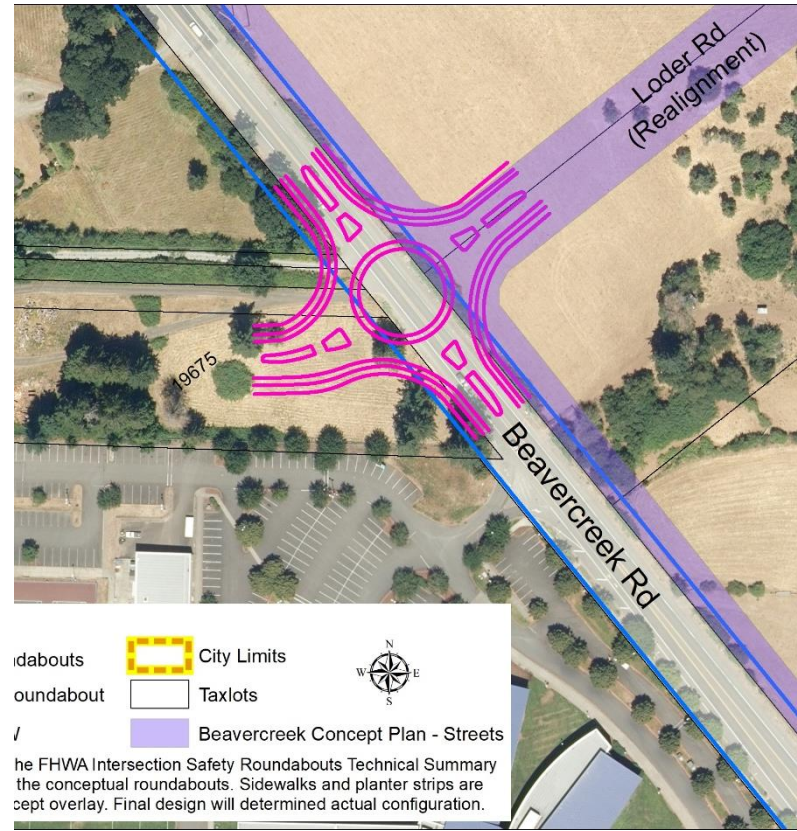 Loder Rd
(Realignment)
19675
Beavercreek Rd
dabouts
oundabout
City Limits
Taxlots
Beavercreek Concept Plan - Streets
N
W E
S
he FHWA Intersection Safety Roundabouts Technical Summary
the conceptual roundabouts. Sidewalks and planter strips are
cept overlay. Final design will determined actual configuration.